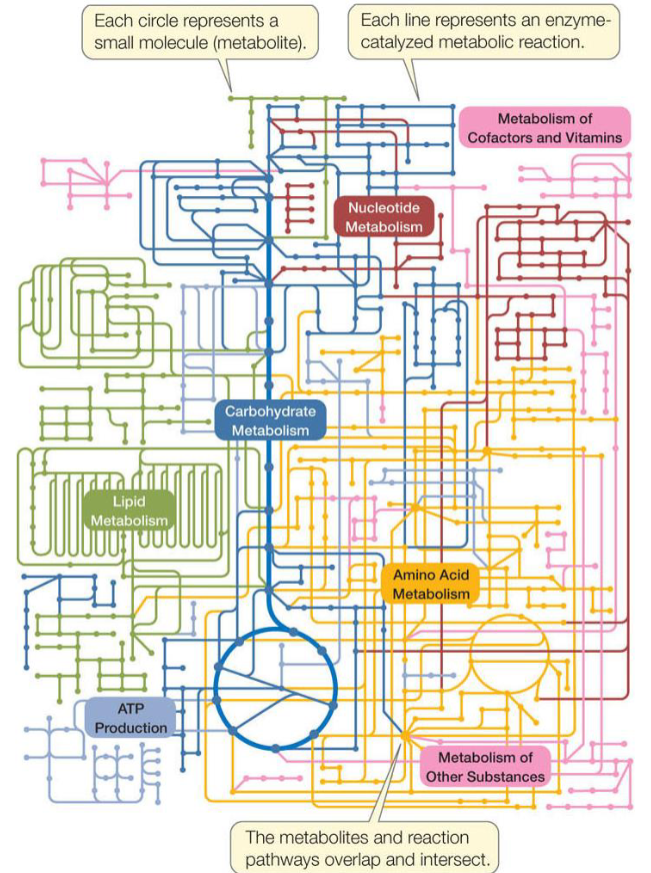 Each circle represents a
small molecule (metabolite).
Each line represents an enzyme-
catalyzed metabolic reaction.
Metabolism of
Cofactors and Vitamins
Nucleotide
Metabolism
Carbohydrate
Metabolism
Lipid
Metabolism
Amino Acid
Metabolism
ATP
Production
Metabolism of
Other Substances
The metabolites and reaction
pathways overlap and intersect.